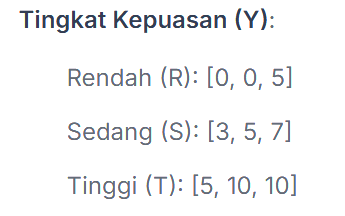 Tingkat Kepuasan (Y):
Rendah (R): [0, 0, 5]
Sedang (S): [3, 5, 7]
Tinggi (T): [5, 10, 10]